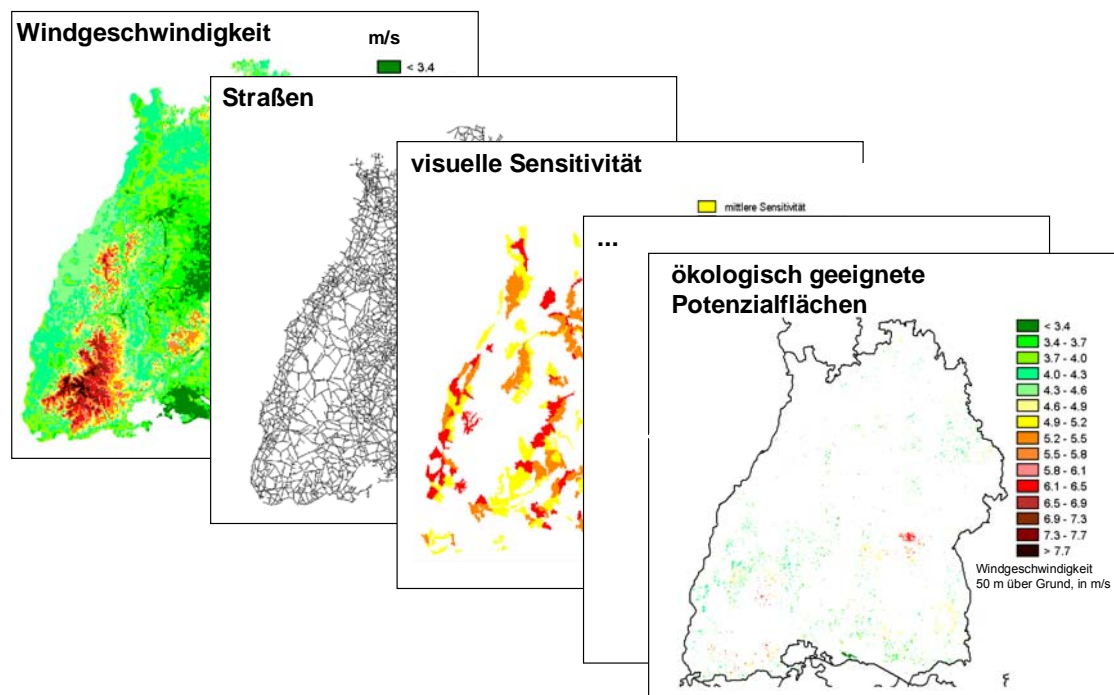 Windgeschwindigkeit
m/s
< 3.4
Straßen
visuelle Sensitivität
mittlere Sensitivität
...
ökologisch geeignete
Potenzialflächen
< 3.4
3.4 - 3.7
3.7 - 4.0
4.0 - 4.3
4.3 - 4.6
4.6 - 4.9
4.9 - 5.2
5.2 - 5.5
5.5 - 5.8
5.8 - 6.1
6.1 - 6.5
6.5 - 6.9
6.9 - 7.3
7.3 - 7.7
> 7.7
Windgeschwindigkeit
50 m über Grund, in m/s